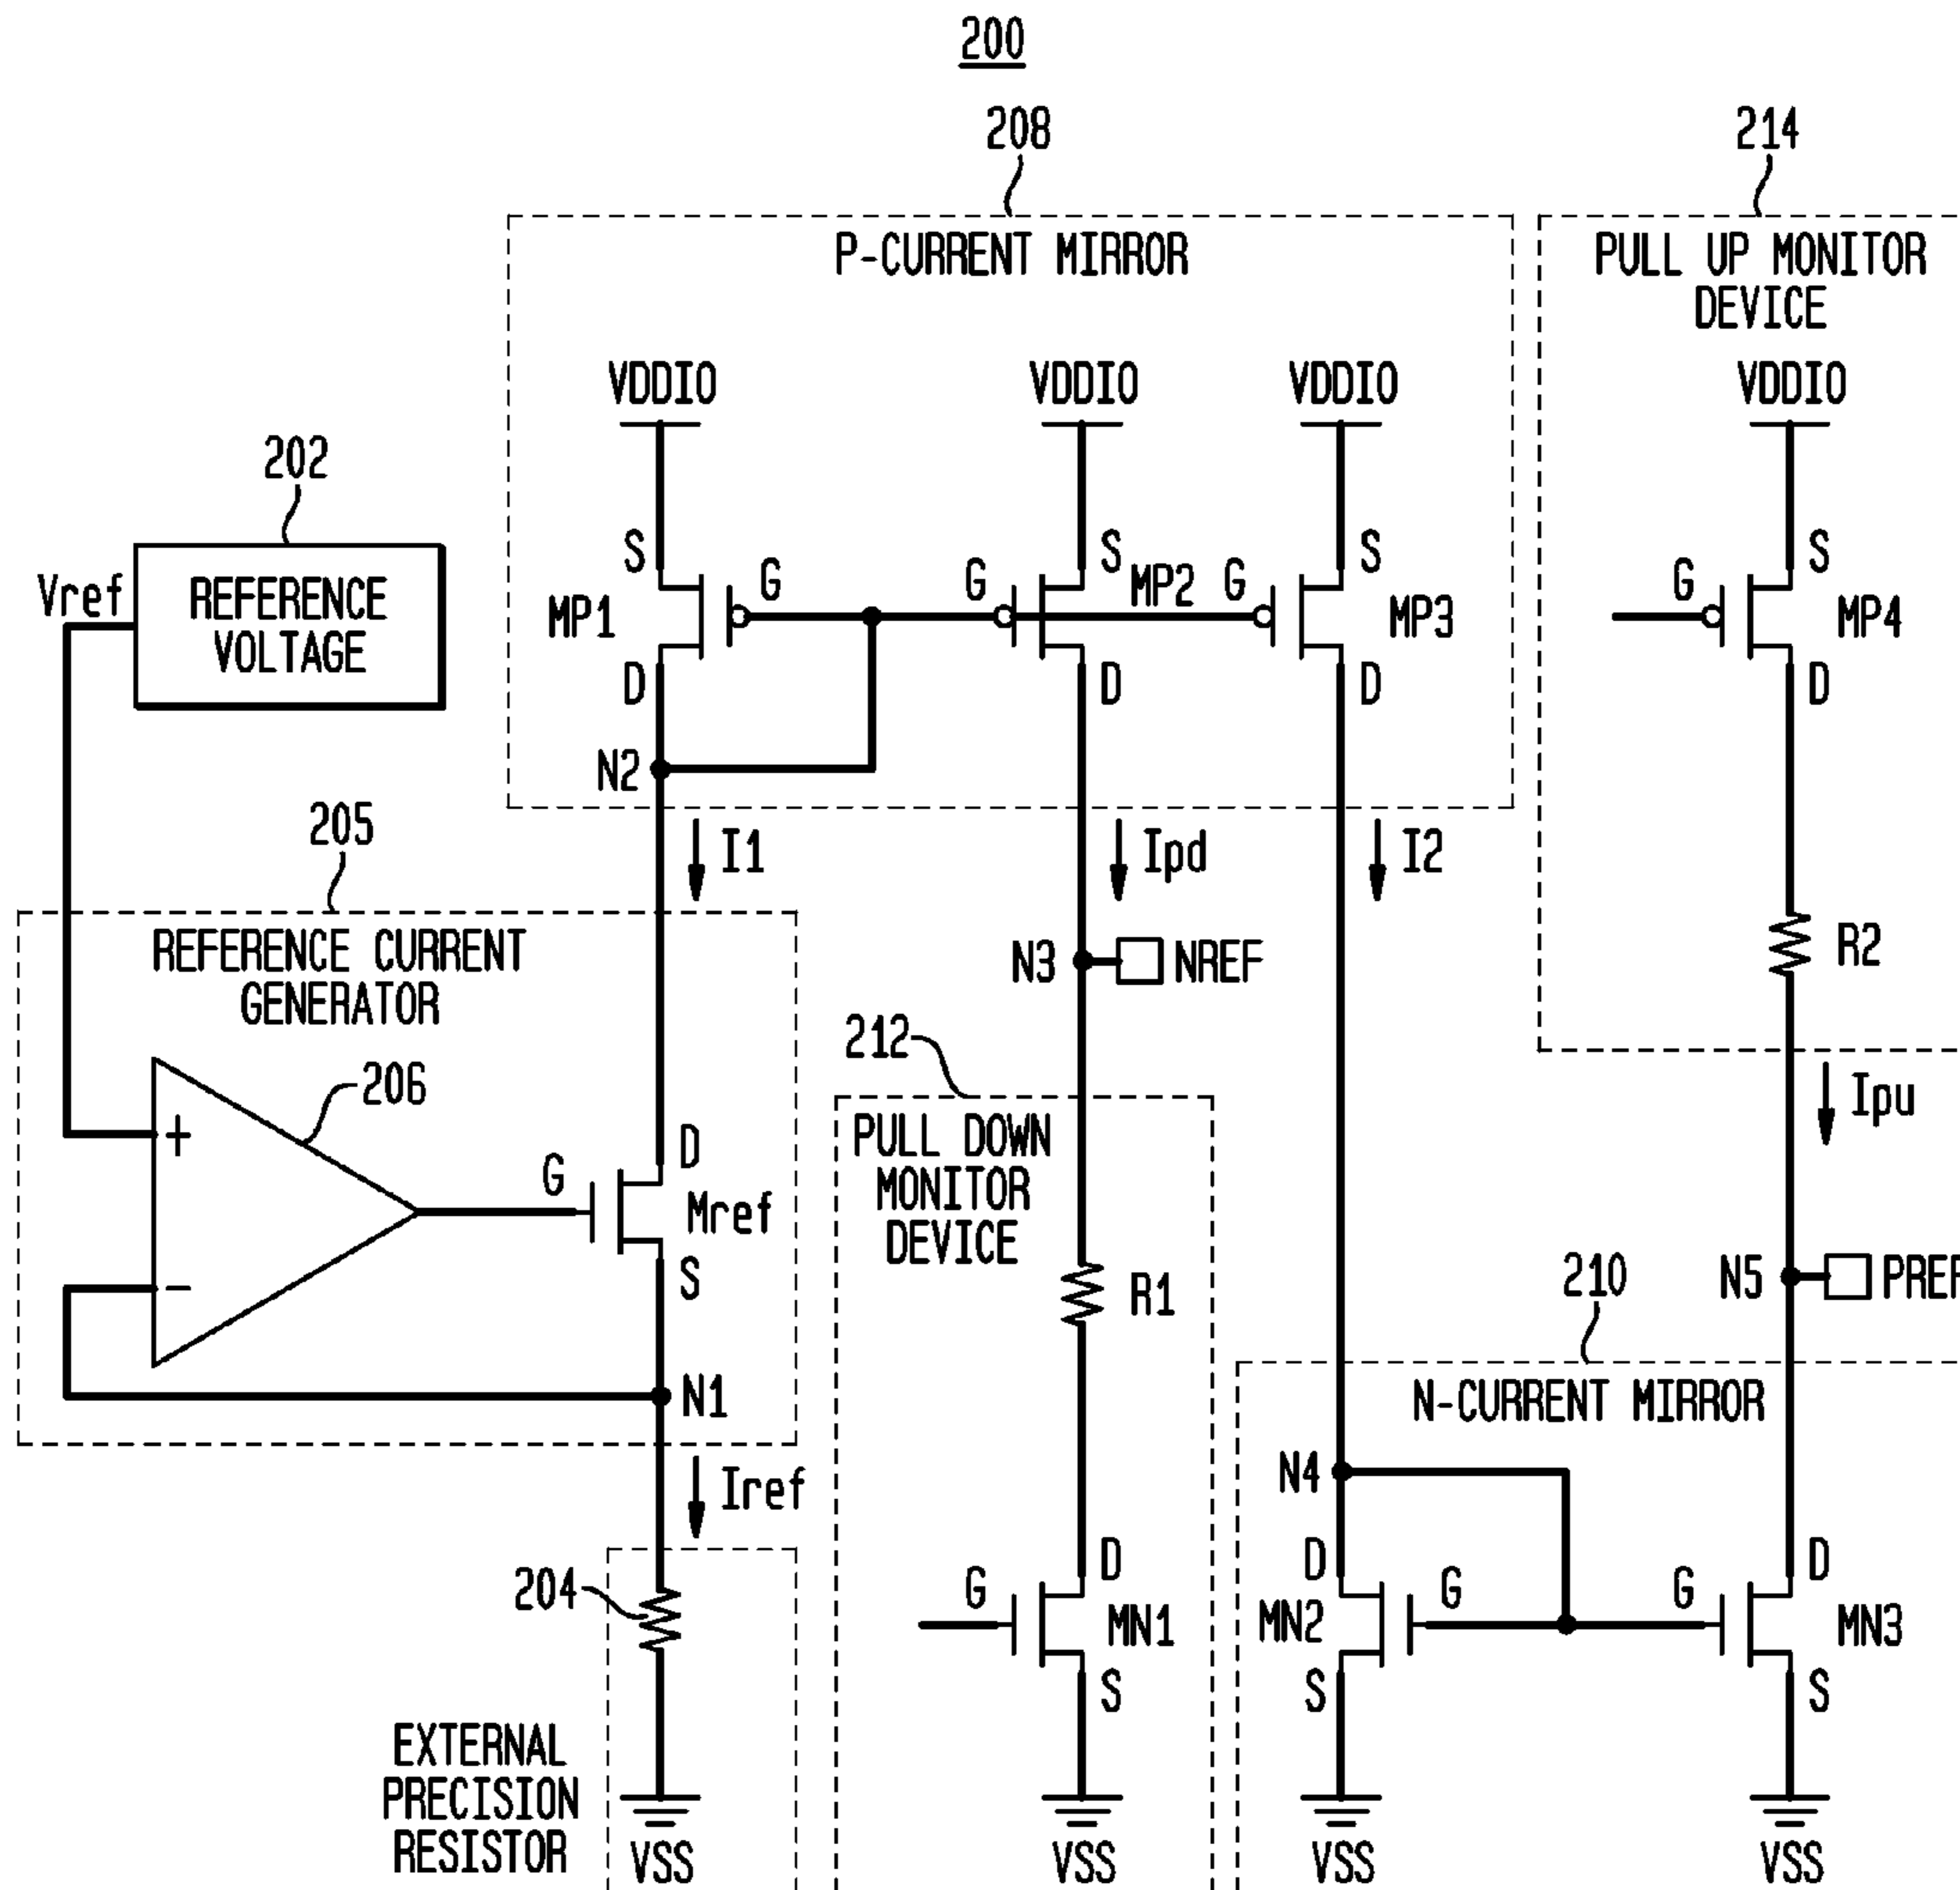 200
208
214
P-CURRENT MIRROR
PULL UP MONITOR
DEVICE
VDDIO
VDDIO
VDDIO
VDDIO
202
Vref
REFERENCE
VOLTAGE
S
G
MP1
D
G
S
MP2
D
G
S
MP3
D
G
S
MP4
D
N2
205
I1
Ipd
I2
R2
REFERENCE CURRENT
GENERATOR
N3
NREF
212
206
+
-
G
D
Mref
S
PULL DOWN
MONITOR
DEVICE
Ipu
R1
210
N5
PREF
N1
N-CURRENT MIRROR
Iref
N4
204
G
D
MN1
S
D
MN2
G
S
G
D
MN3
S
EXTERNAL
PRECISION
RESISTOR
VSS
VSS
VSS
VSS